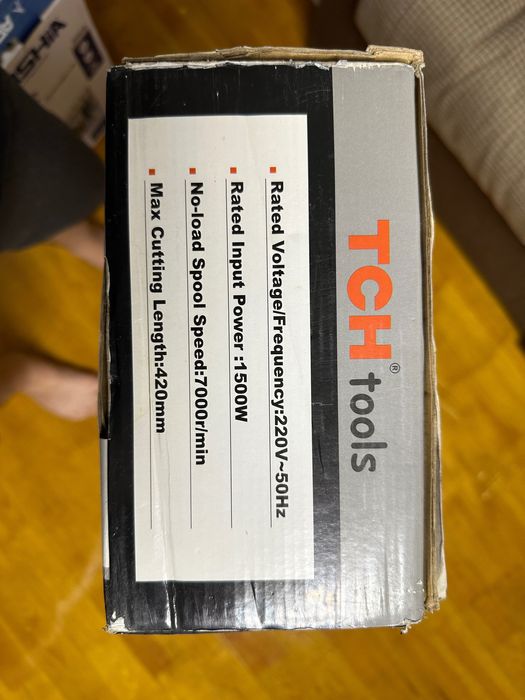 TCH® tools
Rated Voltage/Frequency:220V~50Hz
Rated Input Power :1500W
No-load Spool Speed:7000r/min
Max Cutting Length:420mm